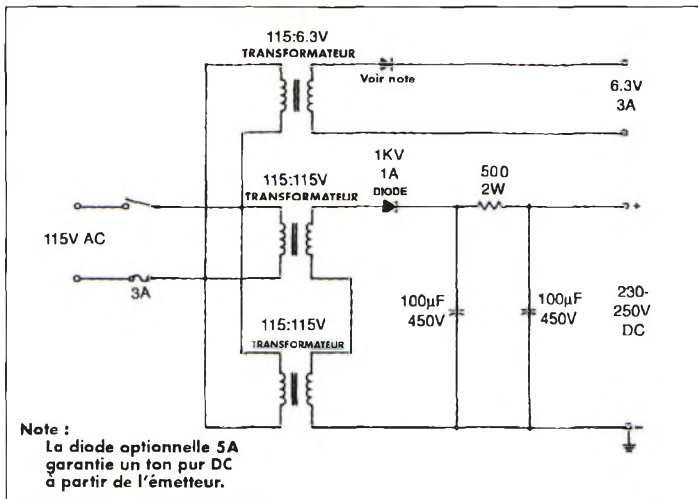 115:6.3V
TRANSFORMATEUR
Voir note
6.3V
3A
115:115V
TRANSFORMATEUR
1KV
1A
DIODE
500
2W
+
115V AC
3A
100µF
450V
100µF
450V
230-
250V
DC
115:115V
TRANSFORMATEUR
-
Note :
La diode optionnelle 5A
garantie un ton pur DC
à partir de l'émetteur.